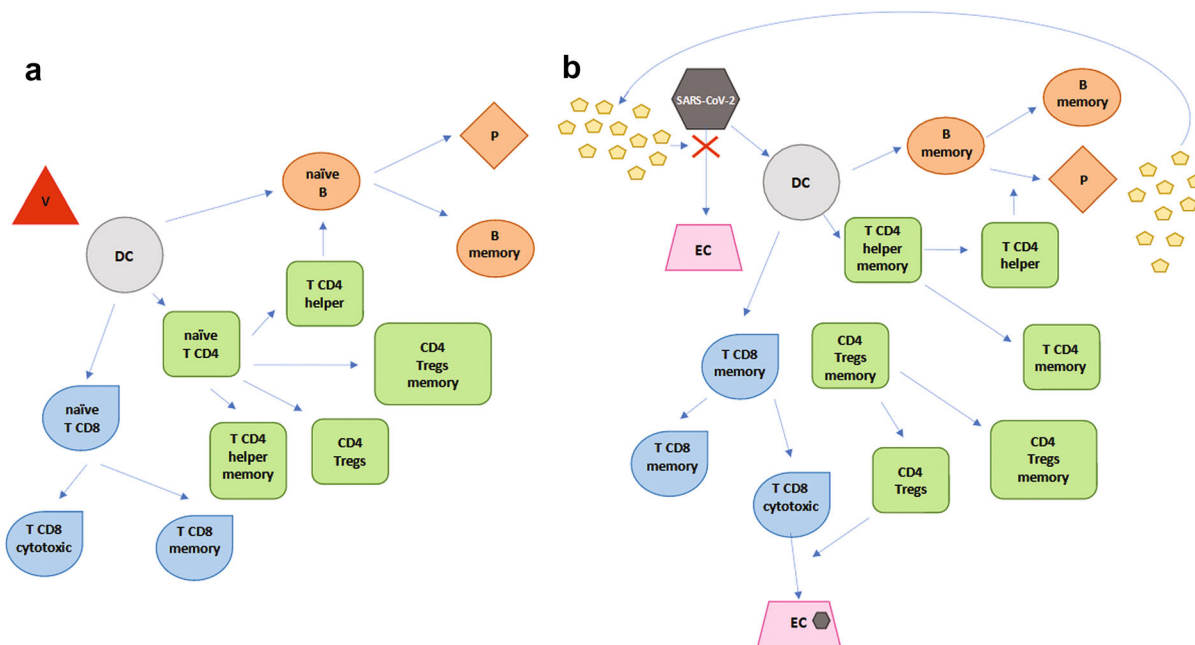 a
V
DC
naïve
B
P
B
memory
T CD4
helper
naïve
T CD4
CD4
Tregs
memory
naïve
T CD8
T CD4
helper
memory
CD4
Tregs
T CD8
cytotoxic
T CD8
memory
b
SARS-CoV-2
B
memory
B
memory
DC
P
EC
T CD4
helper
memory
T CD4
helper
T CD8
memory
CD4
Tregs
memory
T CD4
memory
T CD8
memory
T CD8
cytotoxic
CD4
Tregs
CD4
Tregs
memory
EC